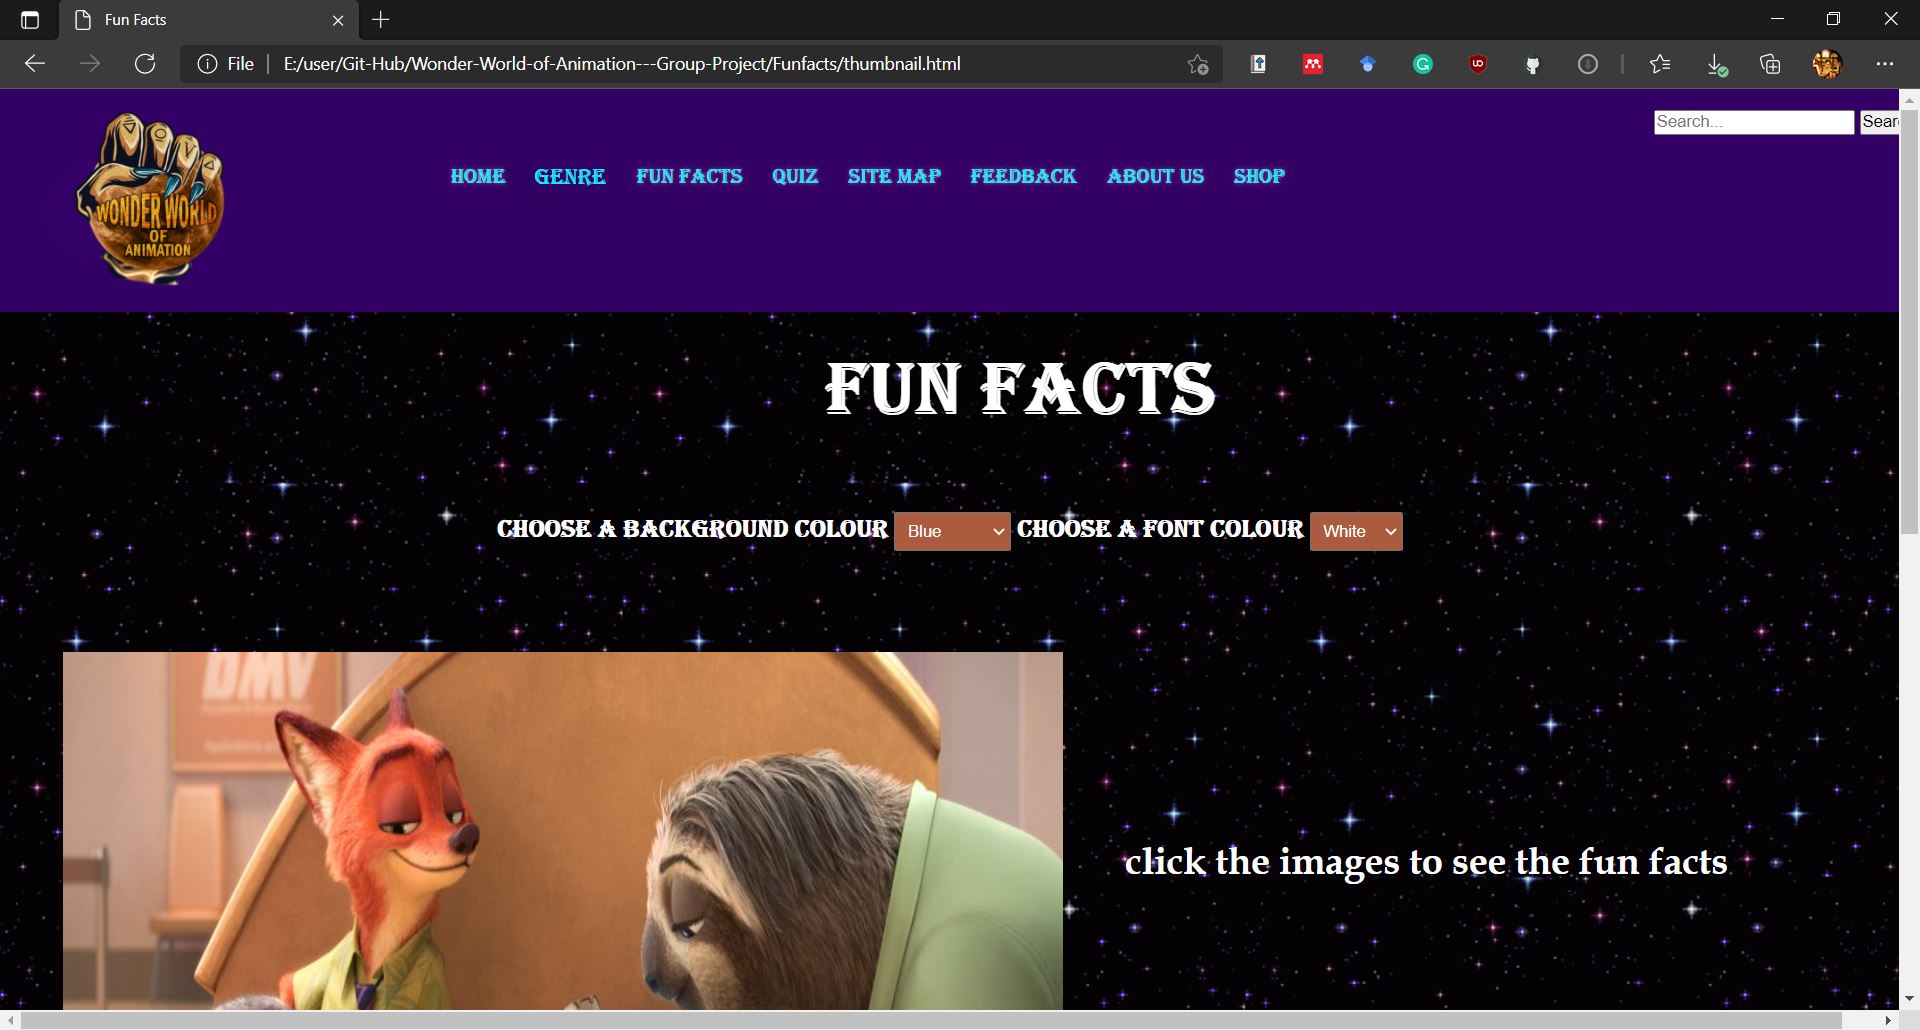 Fun Facts
File
E:/user/Git-Hub/Wonder-World-of-Animation---Group-Project/Funfacts/thumbnail.html
Search...
Sear
WONDER WORLD
OF
ANIMATION
HOME GENRE FUN FACTS QUIZ SITE MAP FEEDBACK ABOUT US SHOP
FUN FACTS
CHOOSE A BACKGROUND COLOUR Blue CHOOSE A FONT COLOUR White
DMV
click the images to see the fun facts